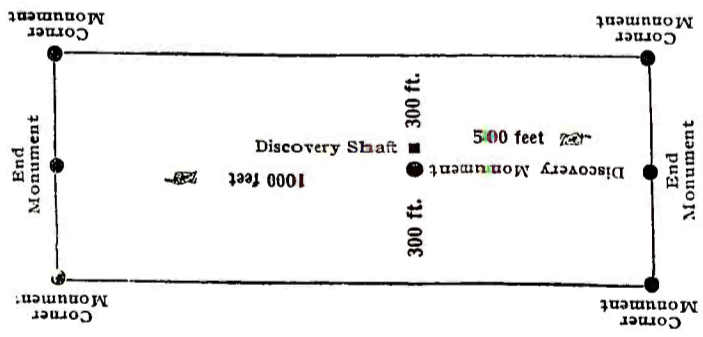 Corner
Monument
Corner
Monument
End
Monument
300 ft.
500 feet
Discovery Shaft
Discovery Monument
1000 feet
300 ft.
End
Monument
Corner
Monument
Corner
Monument